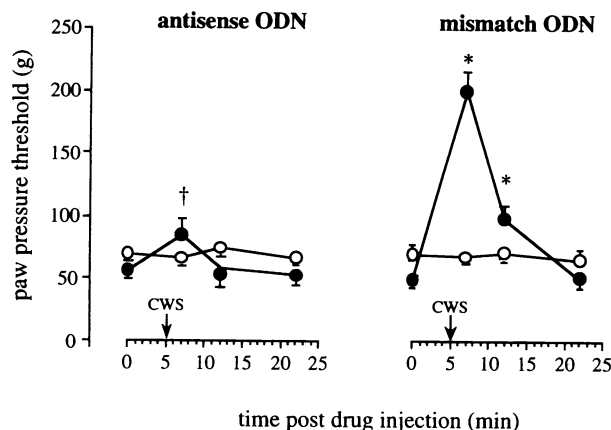 antisense ODN
mismatch ODN
paw pressure threshold (g)
250
200
150
100
50
0
†
CWS
0 5 10 15 20 25
*
*
CWS
0 5 10 15 20 25
time post drug injection (min)